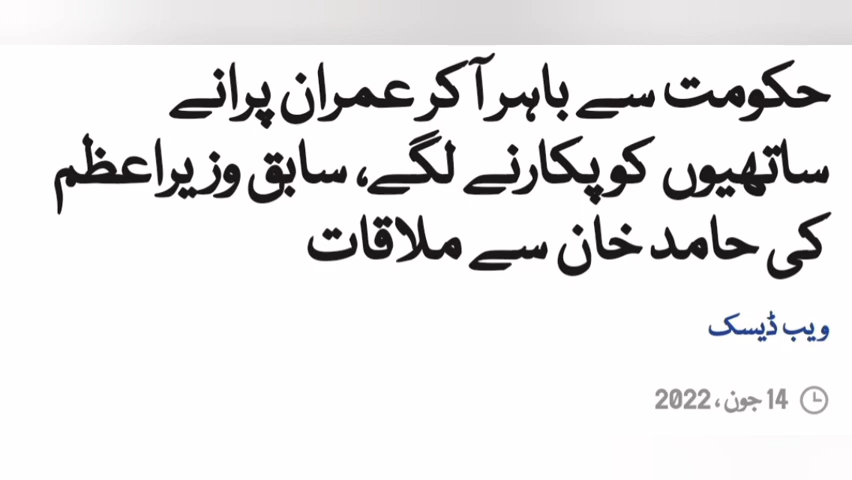 حکومت سے باہر آکر عمران پرانے
ساتھیوں کو پکارنے لگے، سابق وزیراعظم
کی حامد خان سے ملاقات
ویب ڈیسک
14 جون ، 2022